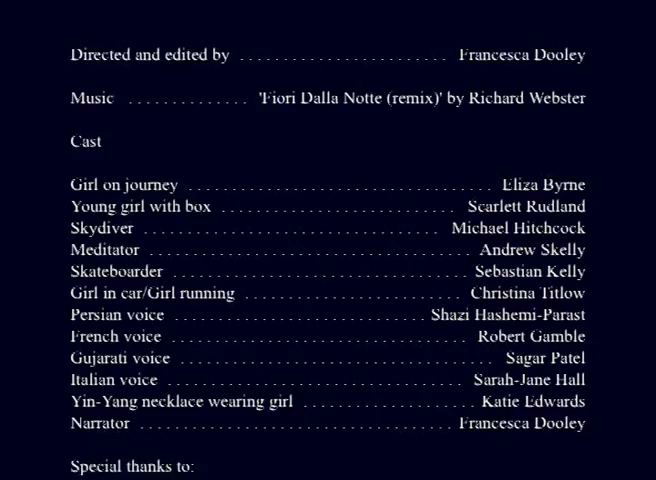 Directed and edited by ........................ Francesca Dooley
Music .............. 'Fiori Dalla Notte (remix)' by Richard Webster
Cast
Girl on journey ................................... Eliza Byrne
Young girl with box ........................... Scarlett Rudland
Skydiver ................................. Michael Hitchcock
Meditator ..................................... Andrew Skelly
Skateboarder ................................. Sebastian Kelly
Girl in car/Girl running ........................ Christina Titlow
Persian voice ............................ Shazi Hashemi-Parast
French voice ................................. Robert Gamble
Gujarati voice ................................... Sagar Patel
Italian voice ................................. Sarah-Jane Hall
Yin-Yang necklace wearing girl ................... Katie Edwards
Narrator ................................... Francesca Dooley
Special thanks to: